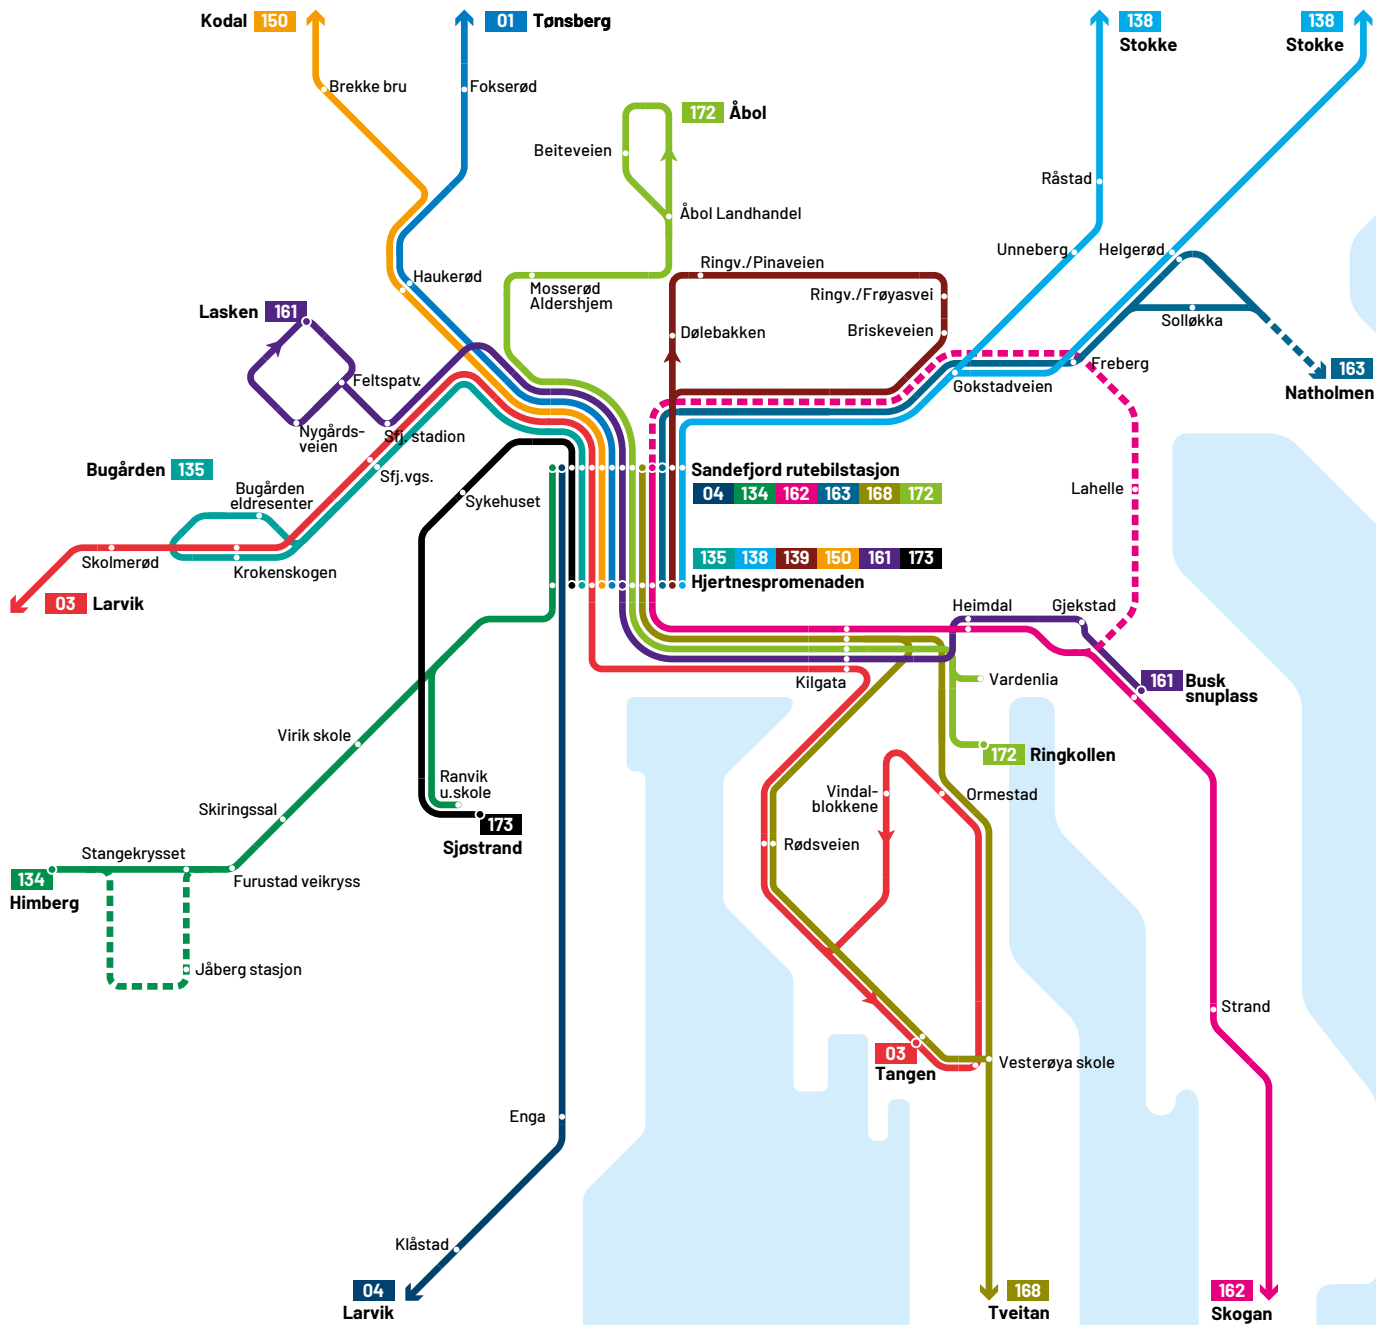 Kodal 150
01 Tønsberg
138
Stokke
138
Stokke
Brekke bru
Fokserød
172 Åbol
Beiteveien
Råstad
Åbol Landhandel
Unneberg
Helgerød
Haukerød
Mosserød
Aldershjem
Ringv./Pinaveien
Ringv./Frøyasvei
Lasken 161
Dølebakken
Briskeveien
Solløkka
Feltspatv.
Gokstadveien
Freberg
163
Natholmen
Nygårds-
veien
Sfj. stadion
Bugården 135
Sfj.vgs.
Sandefjord rutebilstasjon
04 134 162 163 168 172
Bugården
eldresenter
Sykehuset
Lahelle
Skolmerød
Krokenskogen
135 138 139 150 161 173
Hjertnespromenaden
03 Larvik
Heimdal
Gjekstad
Kilgata
Vardenlia
161 Busk
snuplass
Virik skole
172 Ringkollen
Ranvik
u.skole
Vindal-
blokkene
Ormestad
Skiringssal
173
Sjøstrand
Rødsveien
Stangekrysset
134
Himberg
Furustad veikryss
Jåberg stasjon
Strand
03
Tangen
Vesterøya skole
Enga
Klåstad
04
Larvik
168
Tveitan
162
Skogan